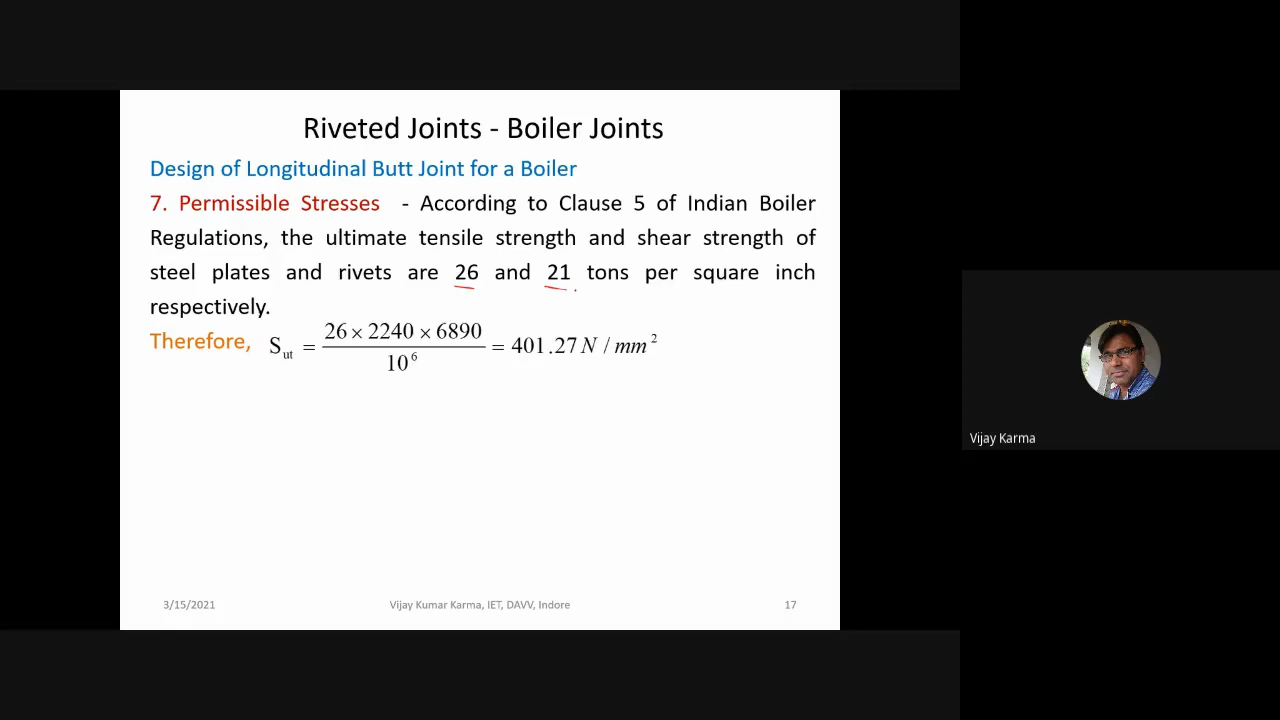 Riveted Joints - Boiler Joints
Design of Longitudinal Butt Joint for a Boiler
7. Permissible Stresses - According to Clause 5 of Indian Boiler
Regulations, the ultimate tensile strength and shear strength of
steel plates and rivets are 26 and 21 tons per square inch
respectively.
Therefore, S_ut = (26 × 2240 × 6890) / 10^6 = 401.27 N / mm^2
3/15/2021 Vijay Kumar Karma, IET, DAVV, Indore 17
Vijay Karma